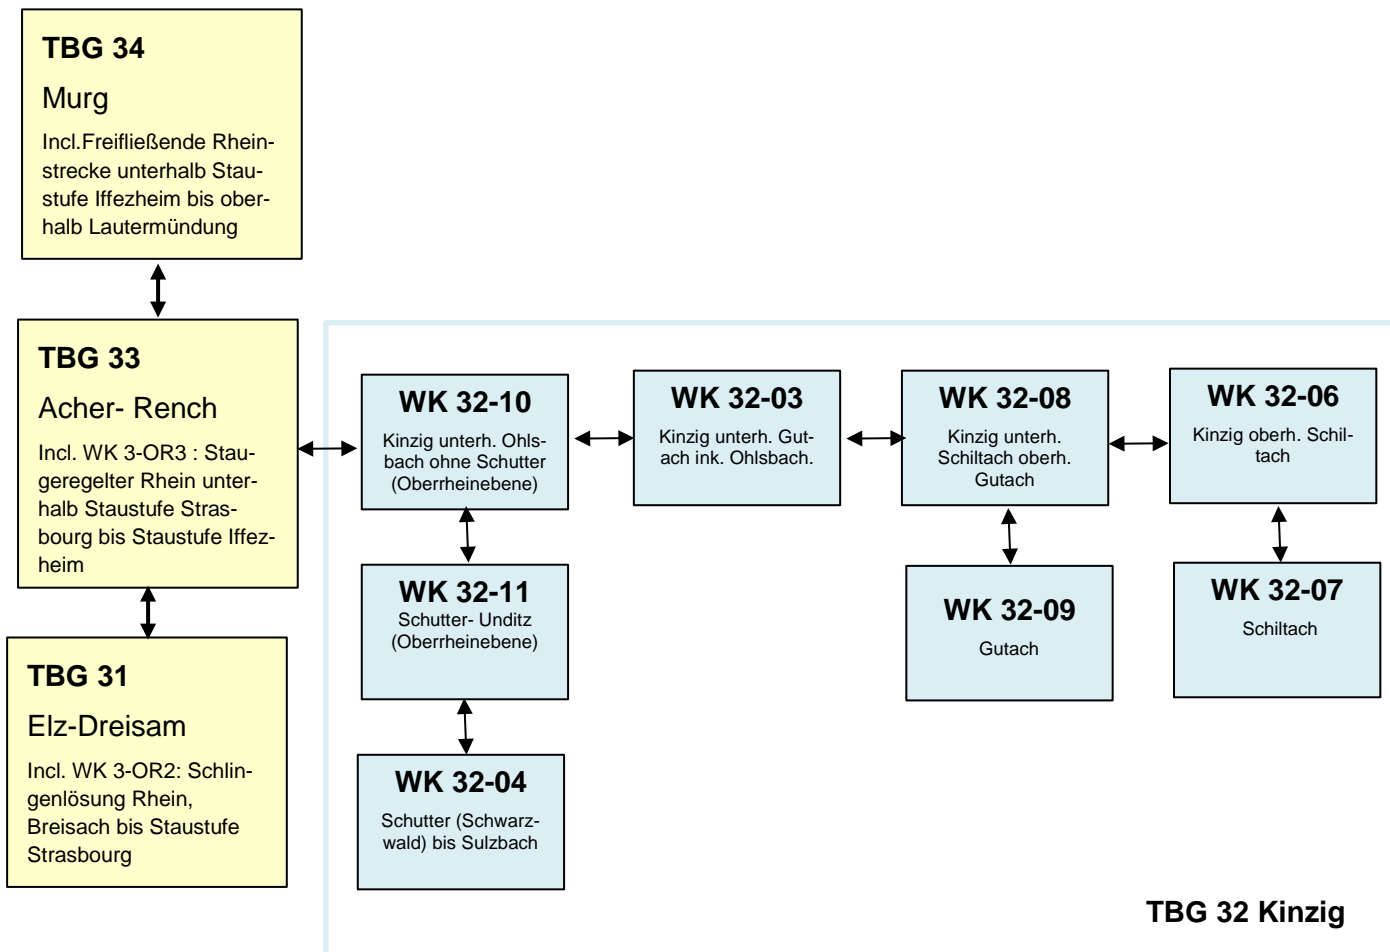 TBG 34
Murg
Incl.Freifließende Rhein-
strecke unterhalb Stau-
stufe Iffezheim bis ober-
halb Lautermündung
TBG 33
Acher- Rench
Incl. WK 3-OR3 : Stau-
geregelter Rhein unter-
halb Staustufe Stras-
bourg bis Staustufe Iffez-
heim
TBG 31
Elz-Dreisam
Incl. WK 3-OR2: Schlin-
genlösung Rhein,
Breisach bis Staustufe
Strasbourg
WK 32-10
Kinzig unterh. Ohls-
bach ohne Schutter
(Oberrheinebene)
WK 32-03
Kinzig unterh. Gut-
ach ink. Ohlsbach.
WK 32-08
Kinzig unterh.
Schiltach oberh.
Gutach
WK 32-06
Kinzig oberh. Schil-
tach
WK 32-11
Schutter- Unditz
(Oberrheinebene)
WK 32-09
Gutach
WK 32-07
Schiltach
WK 32-04
Schutter (Schwarz-
wald) bis Sulzbach
TBG 32 Kinzig